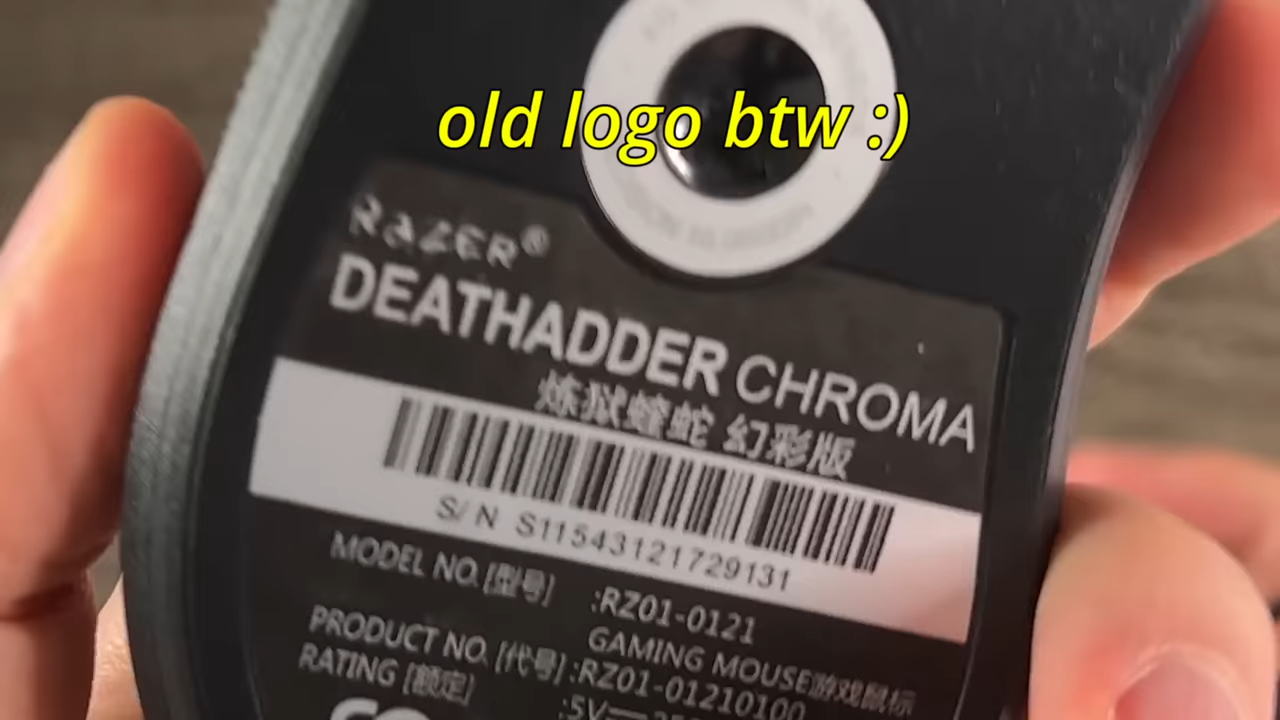 old logo btw :)
RAZER®
DEATHADDER CHROMA
炼狱蝰蛇 幻彩版
S/N S11543121729131
MODEL NO.[型号] :RZ01-0121
GAMING MOUSE游戏鼠标
PRODUCT NO.[代号] :RZ01-01210100
RATING [额定] :5V